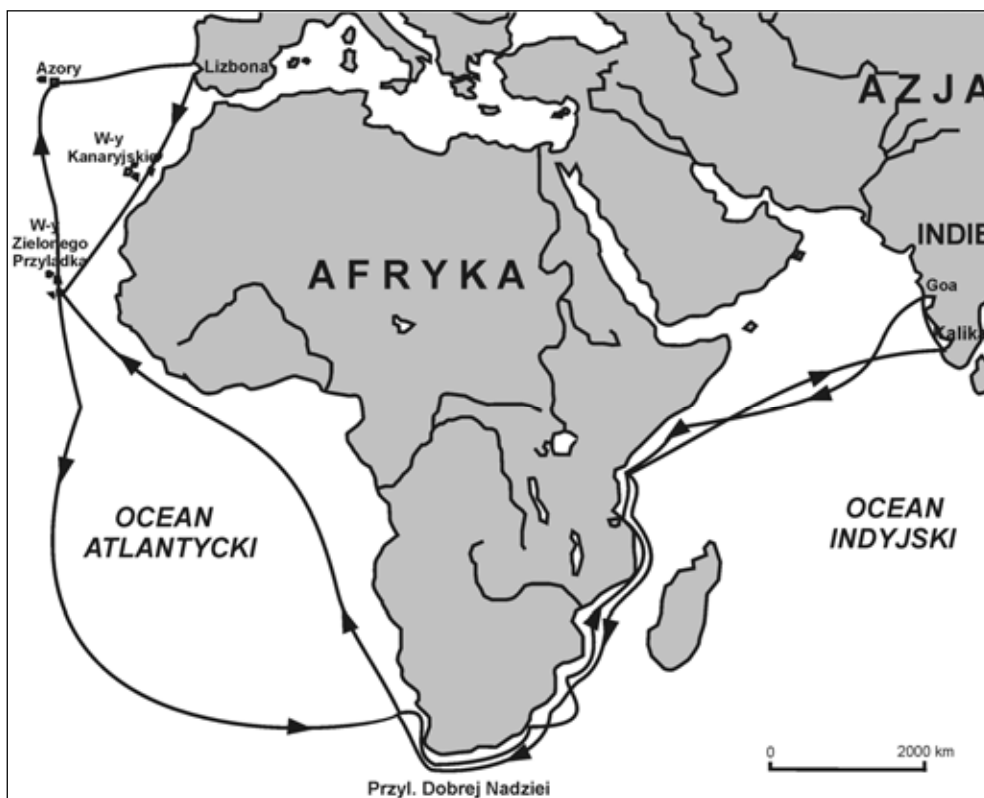 Azory
Lizbona
AZJA
W-y
Kanaryjskie
W-y
Zielonego
Przylądka
AFRYKA
INDIE
Goa
Kalika
OCEAN
ATLANTYCKI
OCEAN
INDYJSKI
0 2000 km
Przyl. Dobrej Nadziei